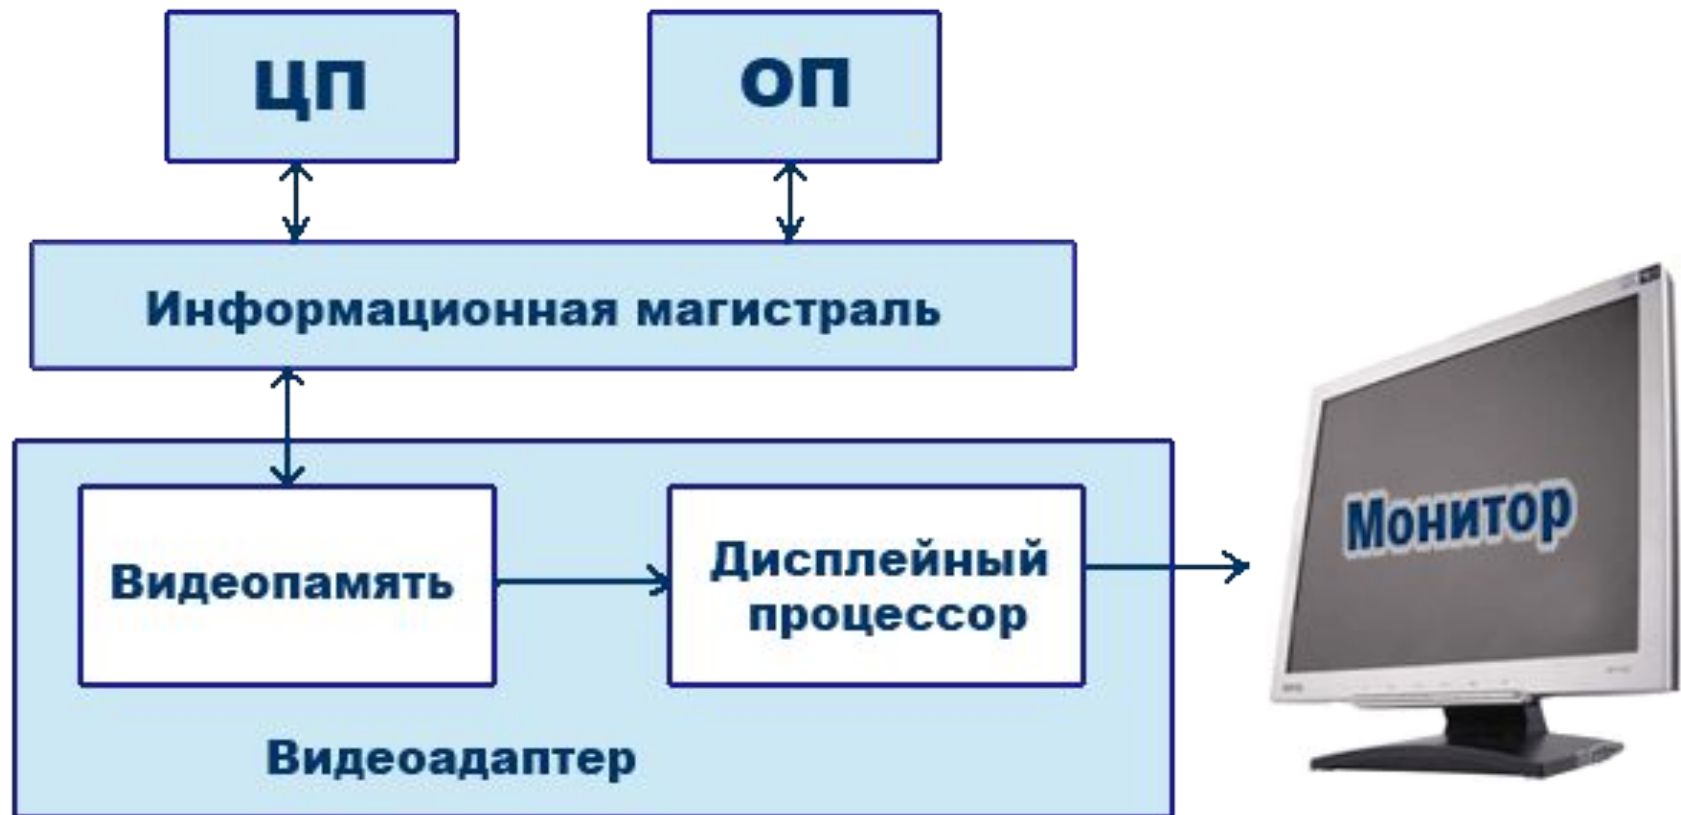 ЦП
ОП
Информационная магистраль
Видеопамять
Дисплейный
процессор
Видеоадаптер
Монитор